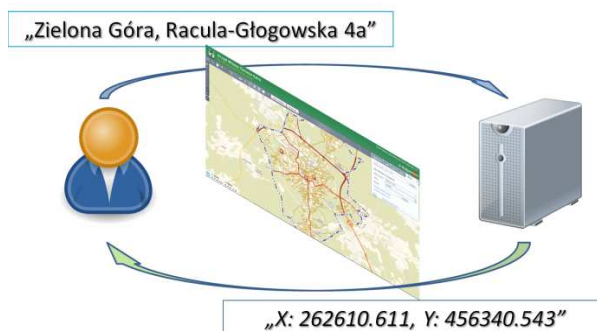 „Zielona Góra, Racula-Głogowska 4a”
„X: 262610.611, Y: 456340.543”